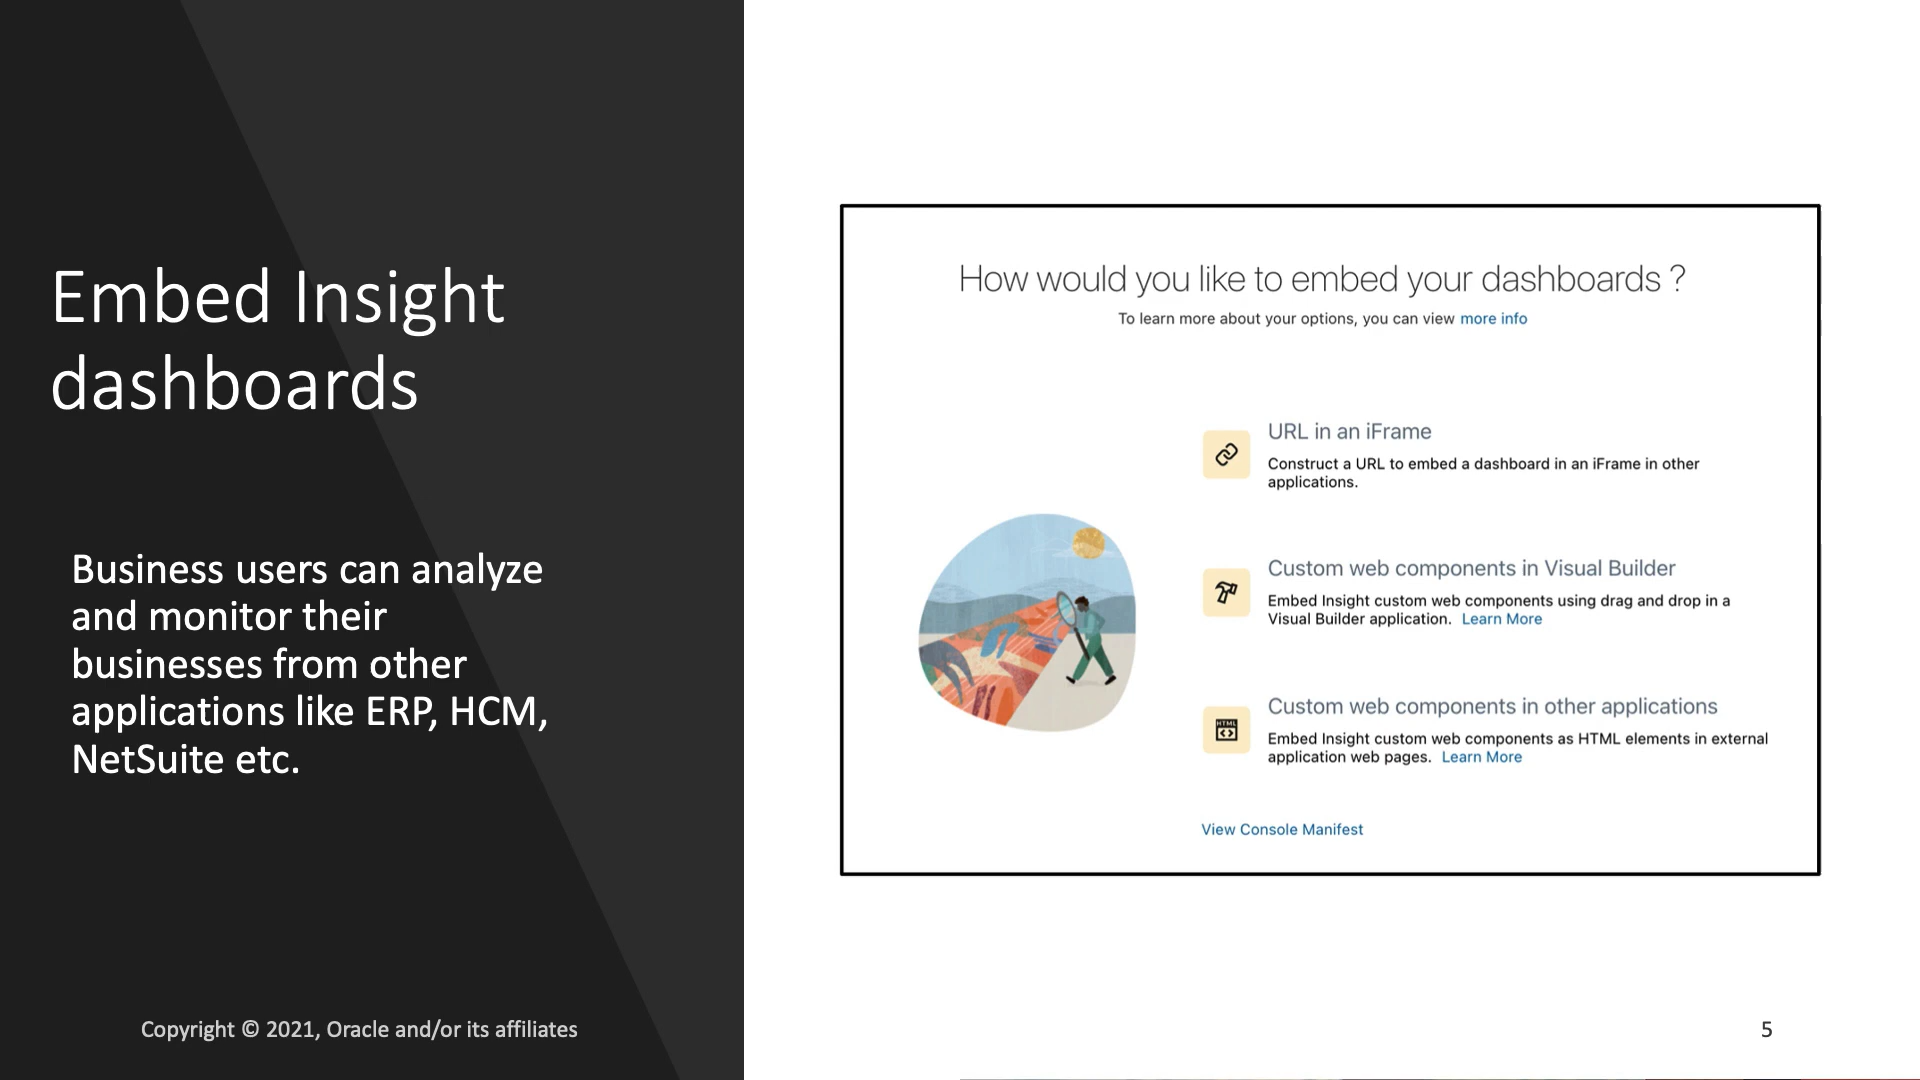 Embed Insight
dashboards
Business users can analyze
and monitor their
businesses from other
applications like ERP, HCM,
NetSuite etc.
Copyright © 2021, Oracle and/or its affiliates
How would you like to embed your dashboards ?
To learn more about your options, you can view more info
URL in an iFrame
Construct a URL to embed a dashboard in an iFrame in other
applications.
Custom web components in Visual Builder
Embed Insight custom web components using drag and drop in a
Visual Builder application. Learn More
HTML
Custom web components in other applications
Embed Insight custom web components as HTML elements in external
application web pages. Learn More
View Console Manifest
5